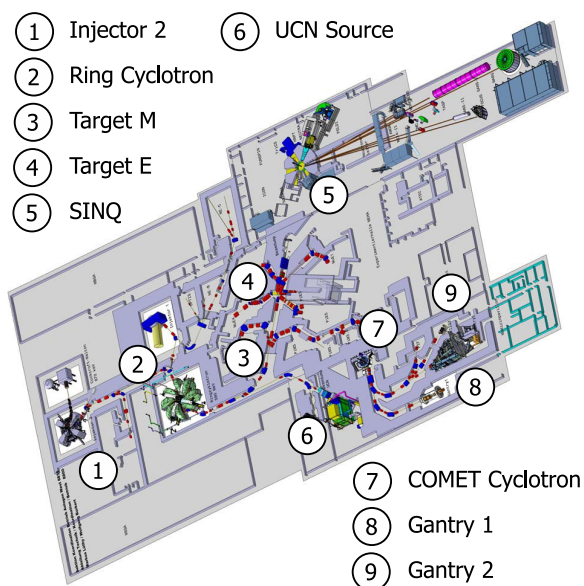 1 Injector 2
6 UCN Source
2 Ring Cyclotron
3 Target M
4 Target E
5 SINQ
5
4
9
2
3
7
8
6
1
7 COMET Cyclotron
8 Gantry 1
9 Gantry 2